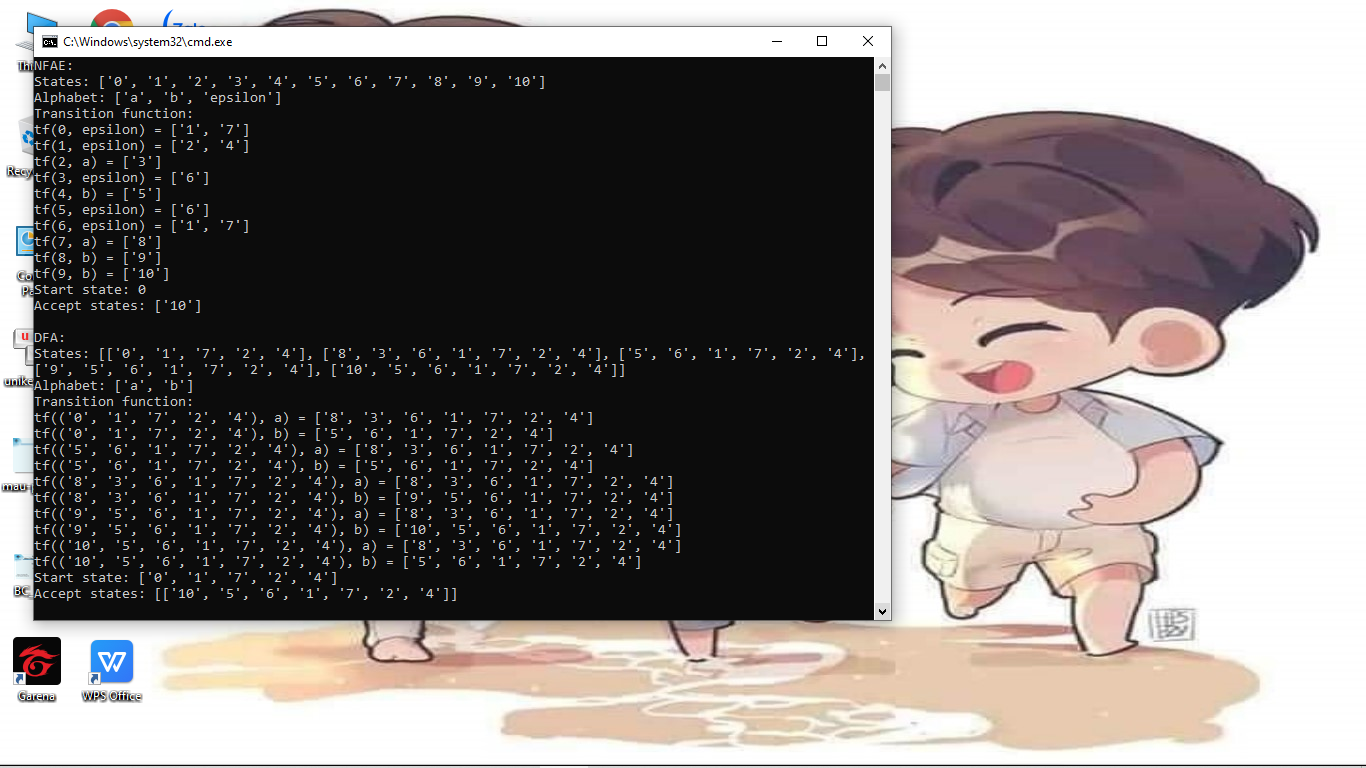 C:\Windows\system32\cmd.exe
NFAE:
States: ['0', '1', '2', '3', '4', '5', '6', '7', '8', '9', '10']
Alphabet: ['a', 'b', 'epsilon']
Transition function:
tf(0, epsilon) = ['1', '7']
tf(1, epsilon) = ['2', '4']
tf(2, a) = ['3']
tf(3, epsilon) = ['6']
tf(4, b) = ['5']
tf(5, epsilon) = ['6']
tf(6, epsilon) = ['1', '7']
tf(7, a) = ['8']
tf(8, b) = ['9']
tf(9, b) = ['10']
Start state: 0
Accept states: ['10']
DFA:
States: [['0', '1', '7', '2', '4'], ['8', '3', '6', '1', '7', '2', '4'], ['5', '6', '1', '7', '2', '4'],
['9', '5', '6', '1', '7', '2', '4'], ['10', '5', '6', '1', '7', '2', '4']]
Alphabet: ['a', 'b']
Transition function:
tf(('0', '1', '7', '2', '4'), a) = ['8', '3', '6', '1', '7', '2', '4']
tf(('0', '1', '7', '2', '4'), b) = ['5', '6', '1', '7', '2', '4']
tf(('5', '6', '1', '7', '2', '4'), a) = ['8', '3', '6', '1', '7', '2', '4']
tf(('5', '6', '1', '7', '2', '4'), b) = ['5', '6', '1', '7', '2', '4']
tf(('8', '3', '6', '1', '7', '2', '4'), a) = ['8', '3', '6', '1', '7', '2', '4']
tf(('8', '3', '6', '1', '7', '2', '4'), b) = ['9', '5', '6', '1', '7', '2', '4']
tf(('9', '5', '6', '1', '7', '2', '4'), a) = ['8', '3', '6', '1', '7', '2', '4']
tf(('9', '5', '6', '1', '7', '2', '4'), b) = ['10', '5', '6', '1', '7', '2', '4']
tf(('10', '5', '6', '1', '7', '2', '4'), a) = ['8', '3', '6', '1', '7', '2', '4']
tf(('10', '5', '6', '1', '7', '2', '4'), b) = ['5', '6', '1', '7', '2', '4']
Start state: ['0', '1', '7', '2', '4']
Accept states: [['10', '5', '6', '1', '7', '2', '4']]
Garena
WPS Office